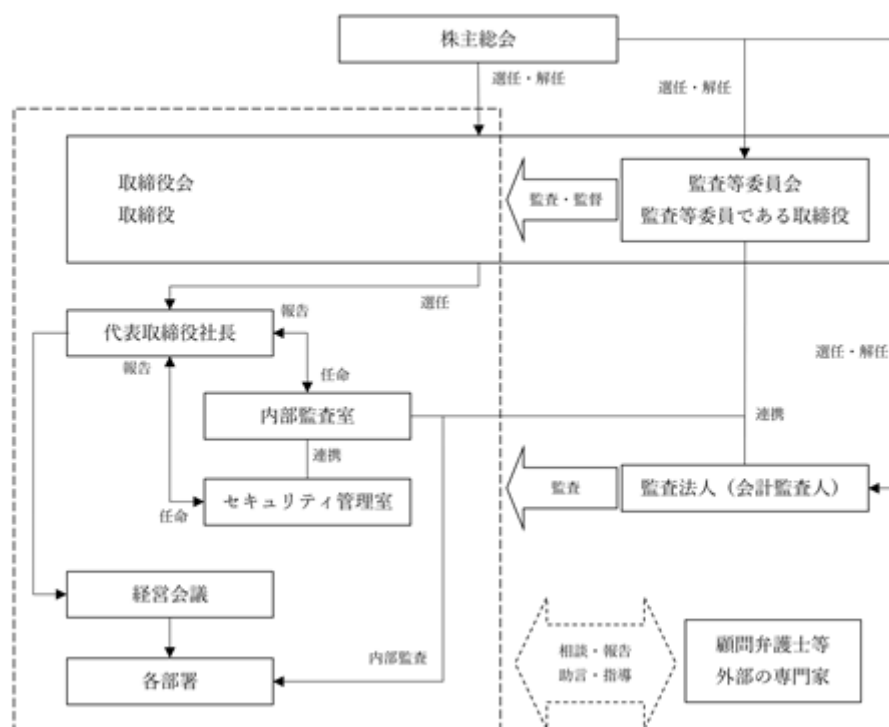 株主総会
選任・解任
選任・解任
取締役会
取締役
監査・監督
監査等委員会
監査等委員である取締役
選任
報告
代表取締役社長
選任・解任
報告
任命
内部監査室
連携
連携
セキュリティ管理室
任命
監査
監査法人（会計監査人）
経営会議
内部監査
各部署
相談・報告
助言・指導
顧問弁護士等
外部の専門家